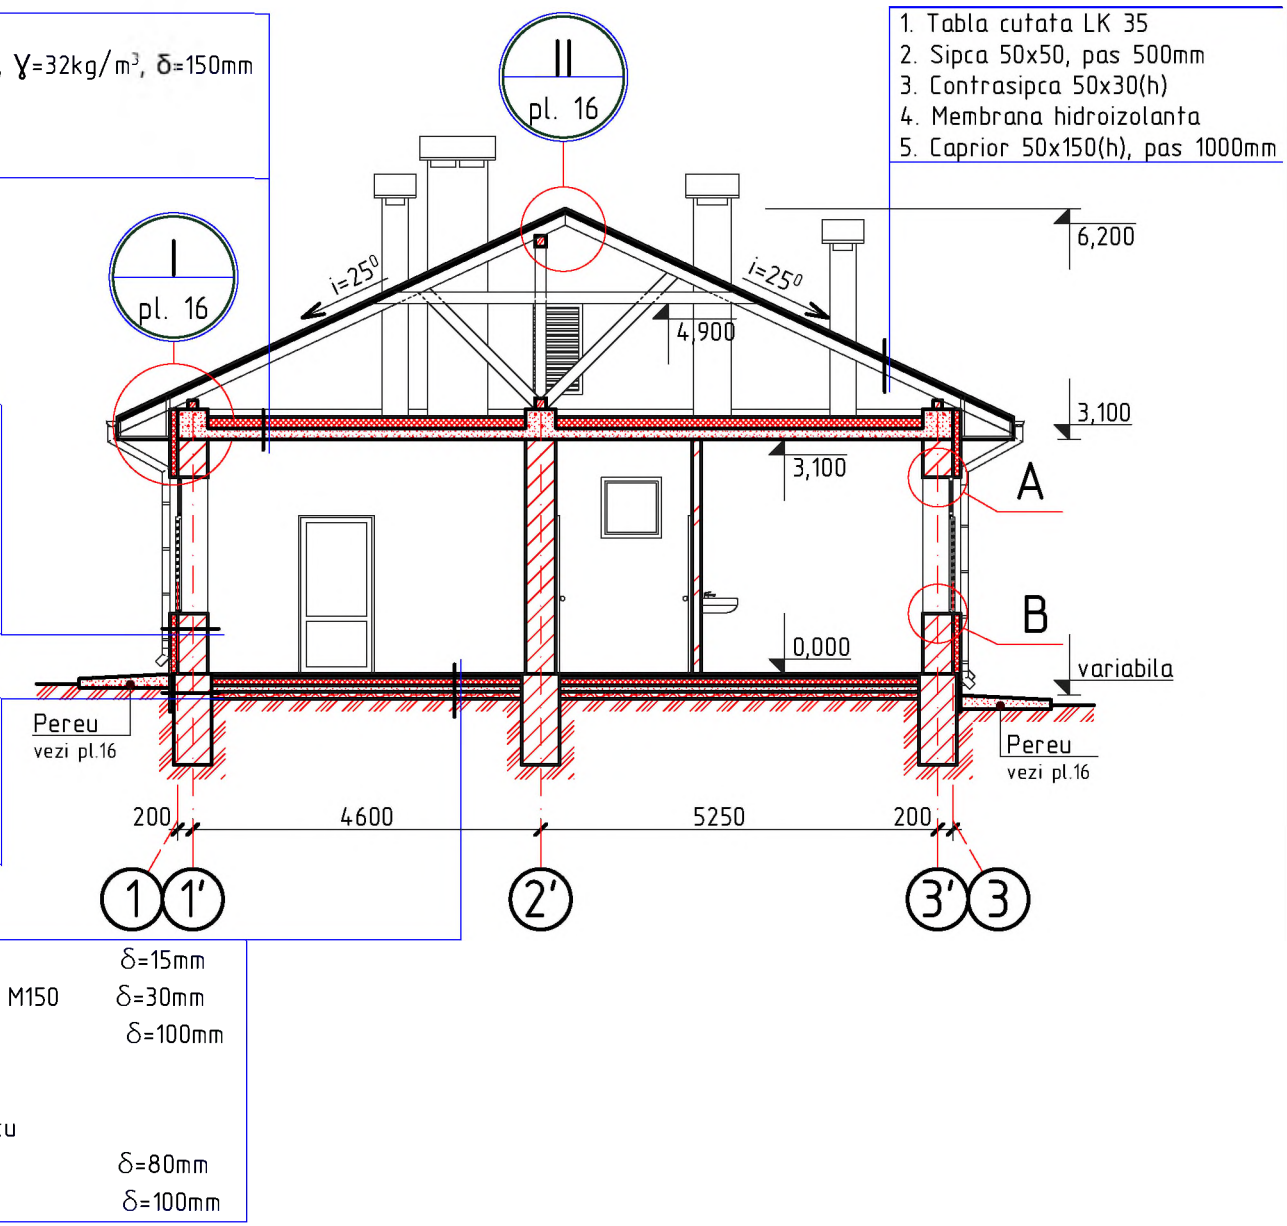 , Ɣ=32kg/m³, δ=150mm
II
pl. 16
1. Tabla cutata LK 35
2. Sipca 50x50, pas 500mm
3. Contrasipca 50x30(h)
4. Membrana hidroizolanta
5. Caprior 50x150(h), pas 1000mm
I
pl. 16
i=25⁰
i=25⁰
6,200
4,900
3,100
3,100
A
B
0,000
variabila
Pereu
vezi pl.16
Pereu
vezi pl.16
200
4600
5250
200
1
1'
2'
3'
3
δ=15mm
M150 δ=30mm
δ=100mm
δ=80mm
δ=100mm